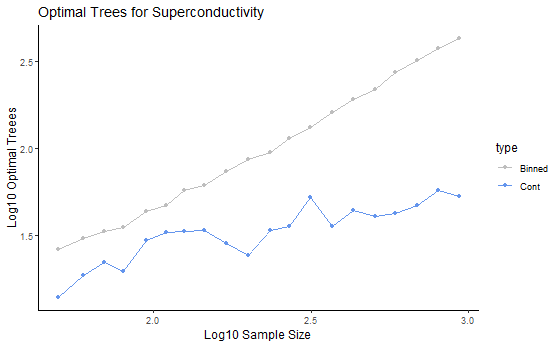 Optimal Trees for Superconductivity
Log10 Optimal Treees
2.5
2.0
1.5
2.0
2.5
3.0
Log10 Sample Size
type
Binned
Cont